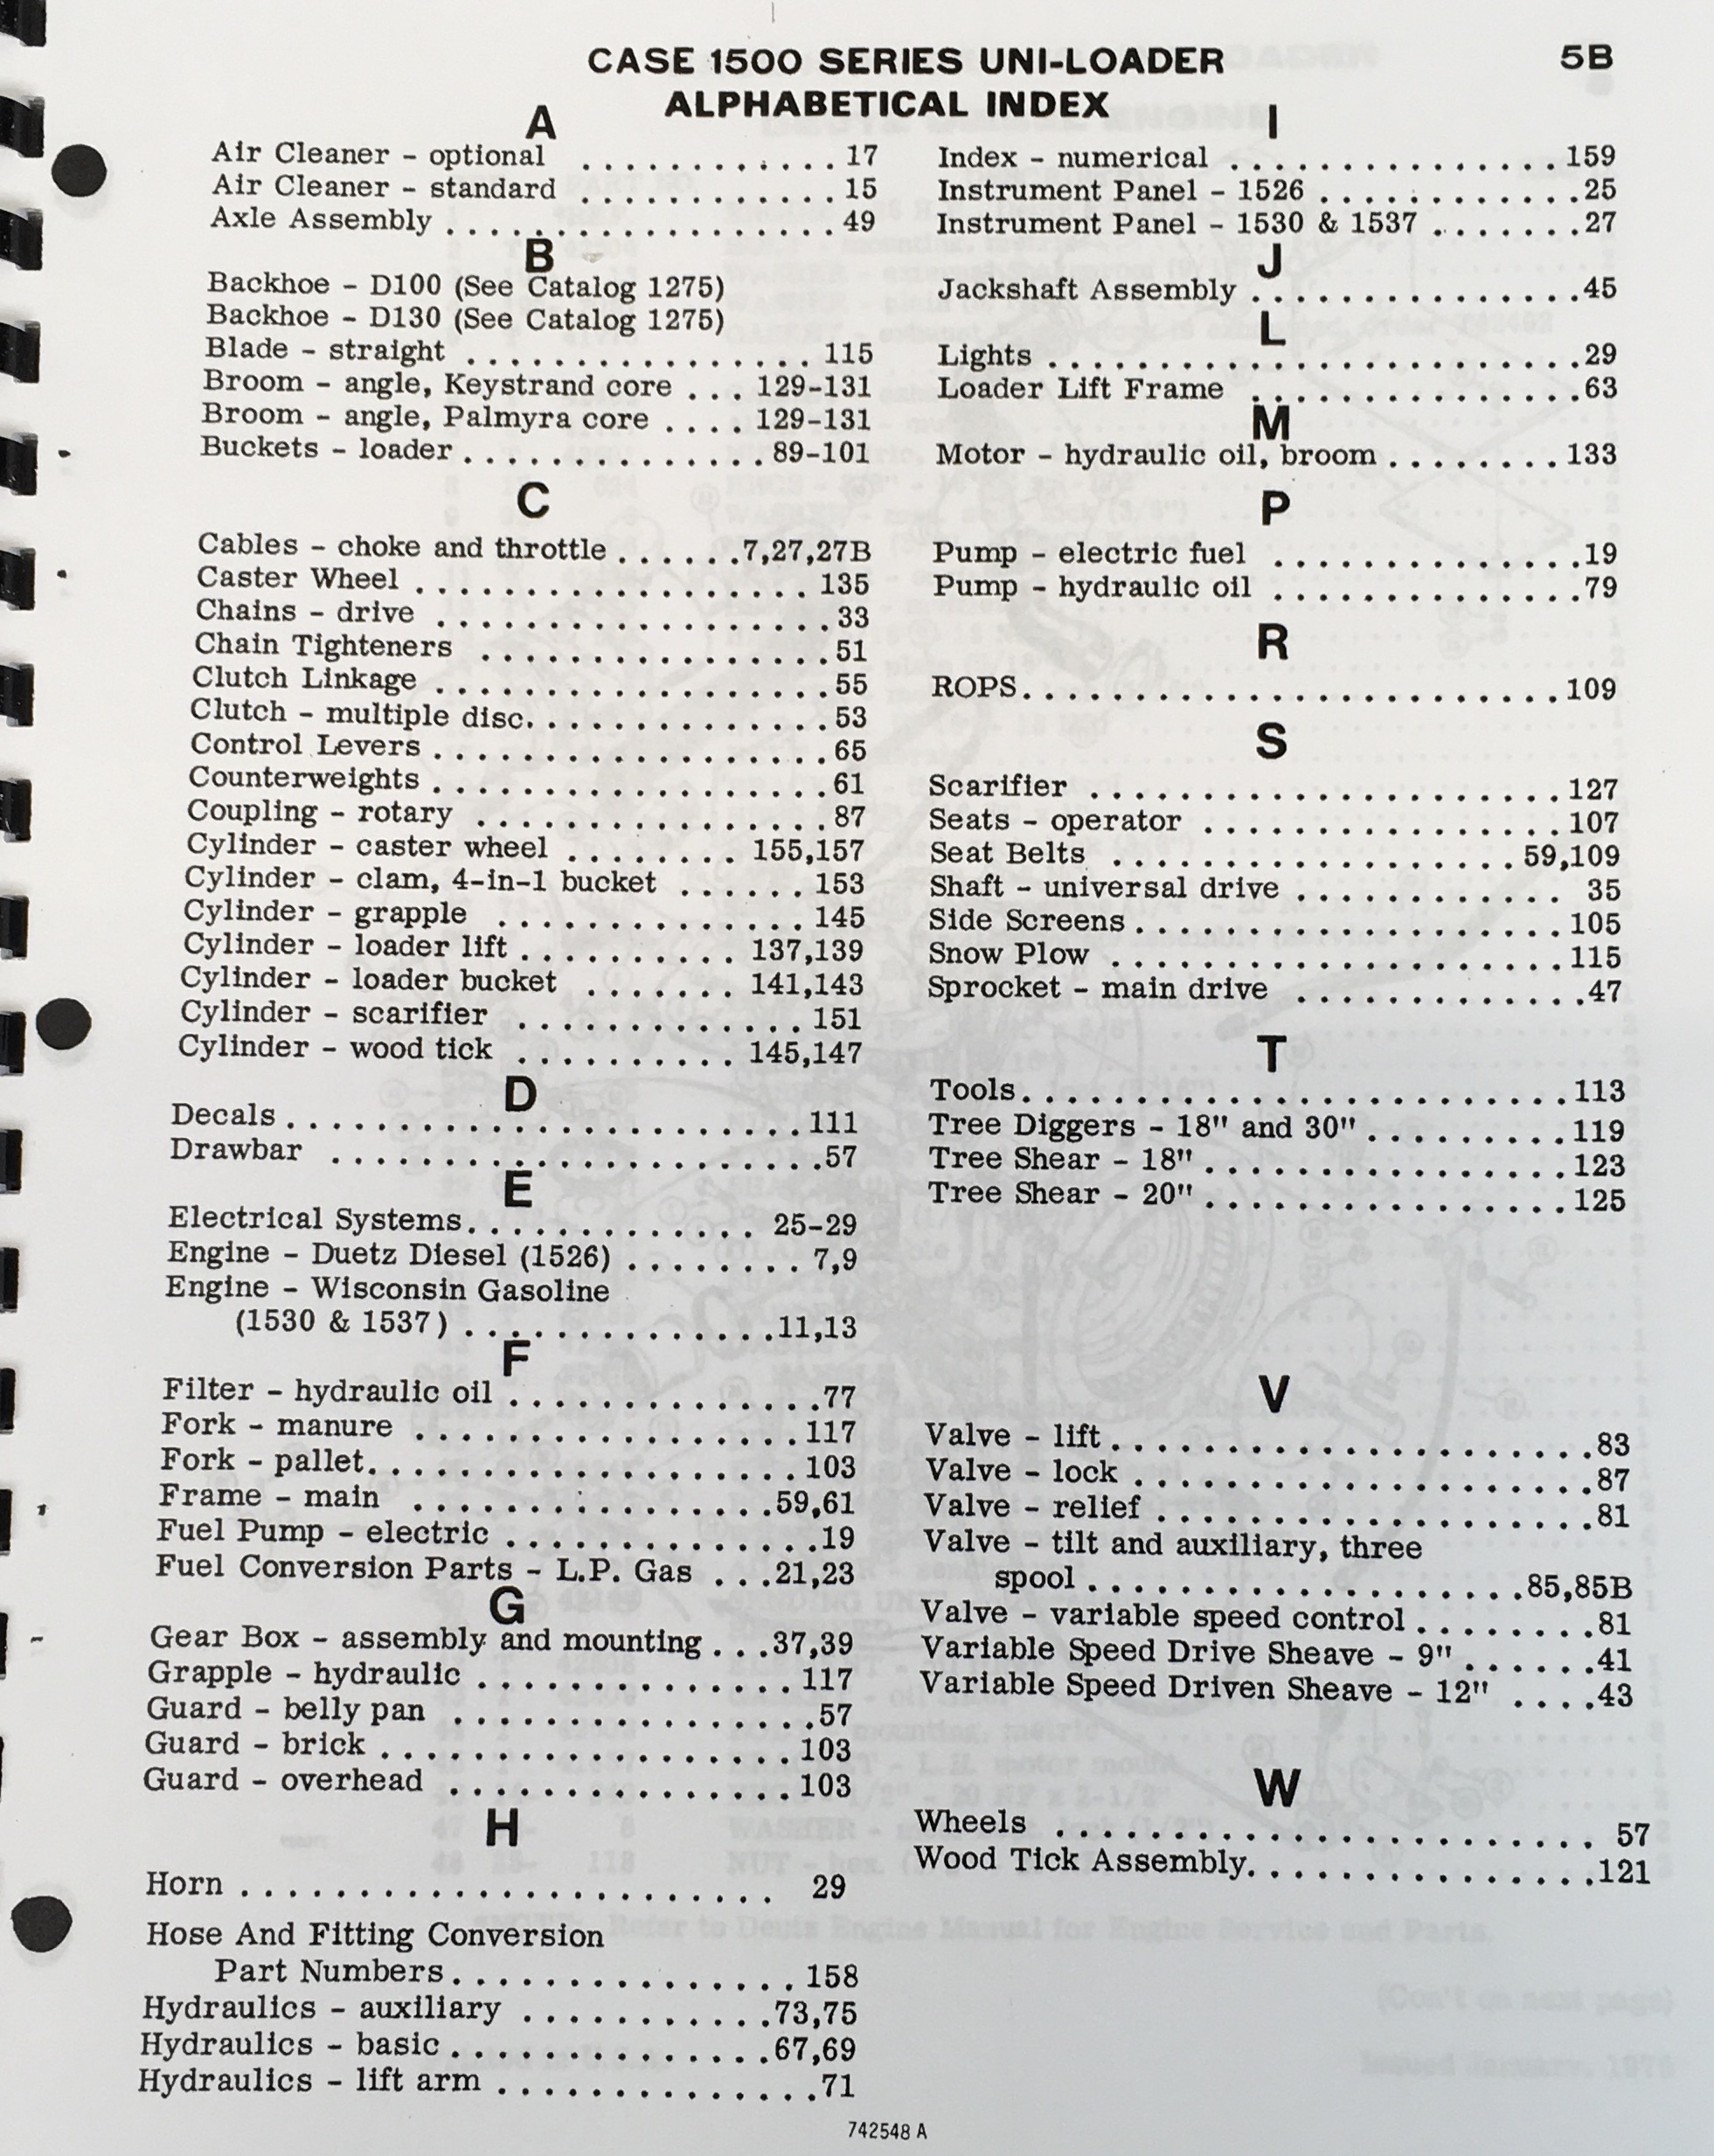 CASE 1500 SERIES UNI-LOADER
5B
ALPHABETICAL INDEX
A
Air Cleaner - optional ............ 17
Air Cleaner - standard ............ 15
Axle Assembly .................. 49
B
Backhoe - D100 (See Catalog 1275)
Backhoe - D130 (See Catalog 1275)
Blade - straight ................ 115
Broom - angle, Keystrand core ... 129-131
Broom - angle, Palmyra core .... 129-131
Buckets - loader .............. 89-101
C
Cables - choke and throttle ...... 7,27,27B
Caster Wheel .................. 135
Chains - drive .................. 33
Chain Tighteners ................ 51
Clutch Linkage .................. 55
Clutch - multiple disc. ............. 53
Control Levers .................. 65
Counterweights .................. 61
Coupling - rotary ................ 87
Cylinder - caster wheel ........ 155,157
Cylinder - clam, 4-in-1 bucket ...... 153
Cylinder - grapple .............. 145
Cylinder - loader lift .......... 137,139
Cylinder - loader bucket ....... 141,143
Cylinder - scarifier ............. 151
Cylinder - wood tick .......... 145,147
D
Decals ....................... 111
Drawbar ...................... 57
E
Electrical Systems. ............ 25-29
Engine - Duetz Diesel (1526) ........ 7,9
Engine - Wisconsin Gasoline
(1530 & 1537) .............. 11,13
F
Filter - hydraulic oil .............. 77
Fork - manure ................. 117
Fork - pallet. .................. 103
Frame - main ................ 59,61
Fuel Pump - electric .............. 19
Fuel Conversion Parts - L.P. Gas ... 21,23
G
Gear Box - assembly and mounting ... 37,39
Grapple - hydraulic .............. 117
Guard - belly pan ................ 57
Guard - brick .................. 103
Guard - overhead ............... 103
H
Horn ....................... 29
Hose And Fitting Conversion
Part Numbers ............... 158
Hydraulics - auxiliary ........... 73,75
Hydraulics - basic .............. 67,69
Hydraulics - lift arm .............. 71
I
Index - numerical ............... 159
Instrument Panel - 1526 ............ 25
Instrument Panel - 1530 & 1537 ....... 27
J
Jackshaft Assembly ............... 45
L
Lights ........................ 29
Loader Lift Frame ............... 63
M
Motor - hydraulic oil, broom ........ 133
P
Pump - electric fuel .............. 19
Pump - hydraulic oil .............. 79
R
ROPS ........................ 109
S
Scarifier ..................... 127
Seats - operator ................ 107
Seat Belts .................. 59,109
Shaft - universal drive ............ 35
Side Screens ................... 105
Snow Plow .................... 115
Sprocket - main drive ............. 47
T
Tools ........................ 113
Tree Diggers - 18" and 30" ......... 119
Tree Shear - 18" ................ 123
Tree Shear - 20" ................ 125
V
Valve - lift ..................... 83
Valve - lock .................... 87
Valve - relief ................... 81
Valve - tilt and auxiliary, three
spool ................... 85,85B
Valve - variable speed control ........ 81
Variable Speed Drive Sheave - 9" ...... 41
Variable Speed Driven Sheave - 12" .... 43
W
Wheels ........................ 57
Wood Tick Assembly. ............... 121
742548 A